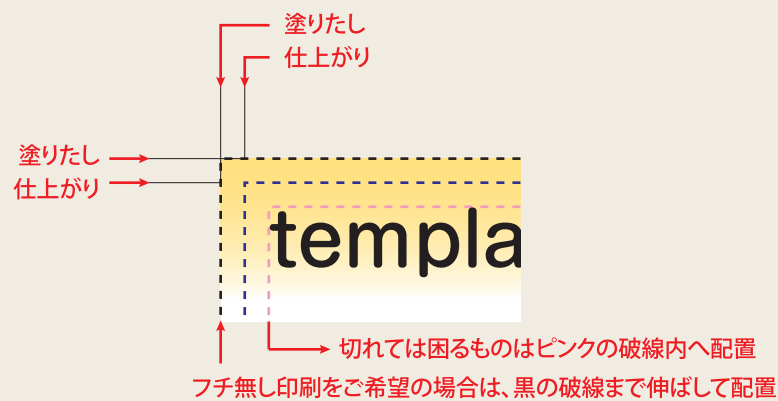 塗りたし
仕上がり
塗りたし
仕上がり
templa
切れては困るものはピンクの破線内へ配置
フチ無し印刷をご希望の場合は、黒の破線まで伸ばして配置